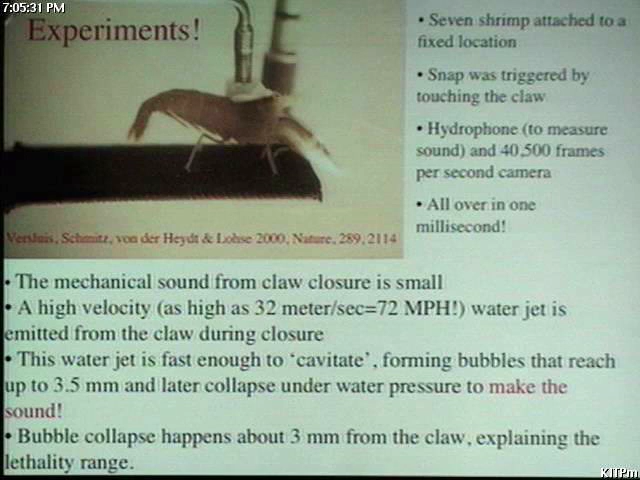 7:05:31 PM
Experiments!
• Seven shrimp attached to a
fixed location
• Snap was triggered by
touching the claw
• Hydrophone (to measure
sound) and 40,500 frames
per second camera
• All over in one
millisecond!
Versluis, Schmitz, von der Heydt & Lohse 2000, Nature, 289, 2114
• The mechanical sound from claw closure is small
• A high velocity (as high as 32 meter/sec=72 MPH!) water jet is
emitted from the claw during closure
• This water jet is fast enough to ‘cavitate’, forming bubbles that reach
up to 3.5 mm and later collapse under water pressure to make the
sound!
• Bubble collapse happens about 3 mm from the claw, explaining the
lethality range.
KITPm